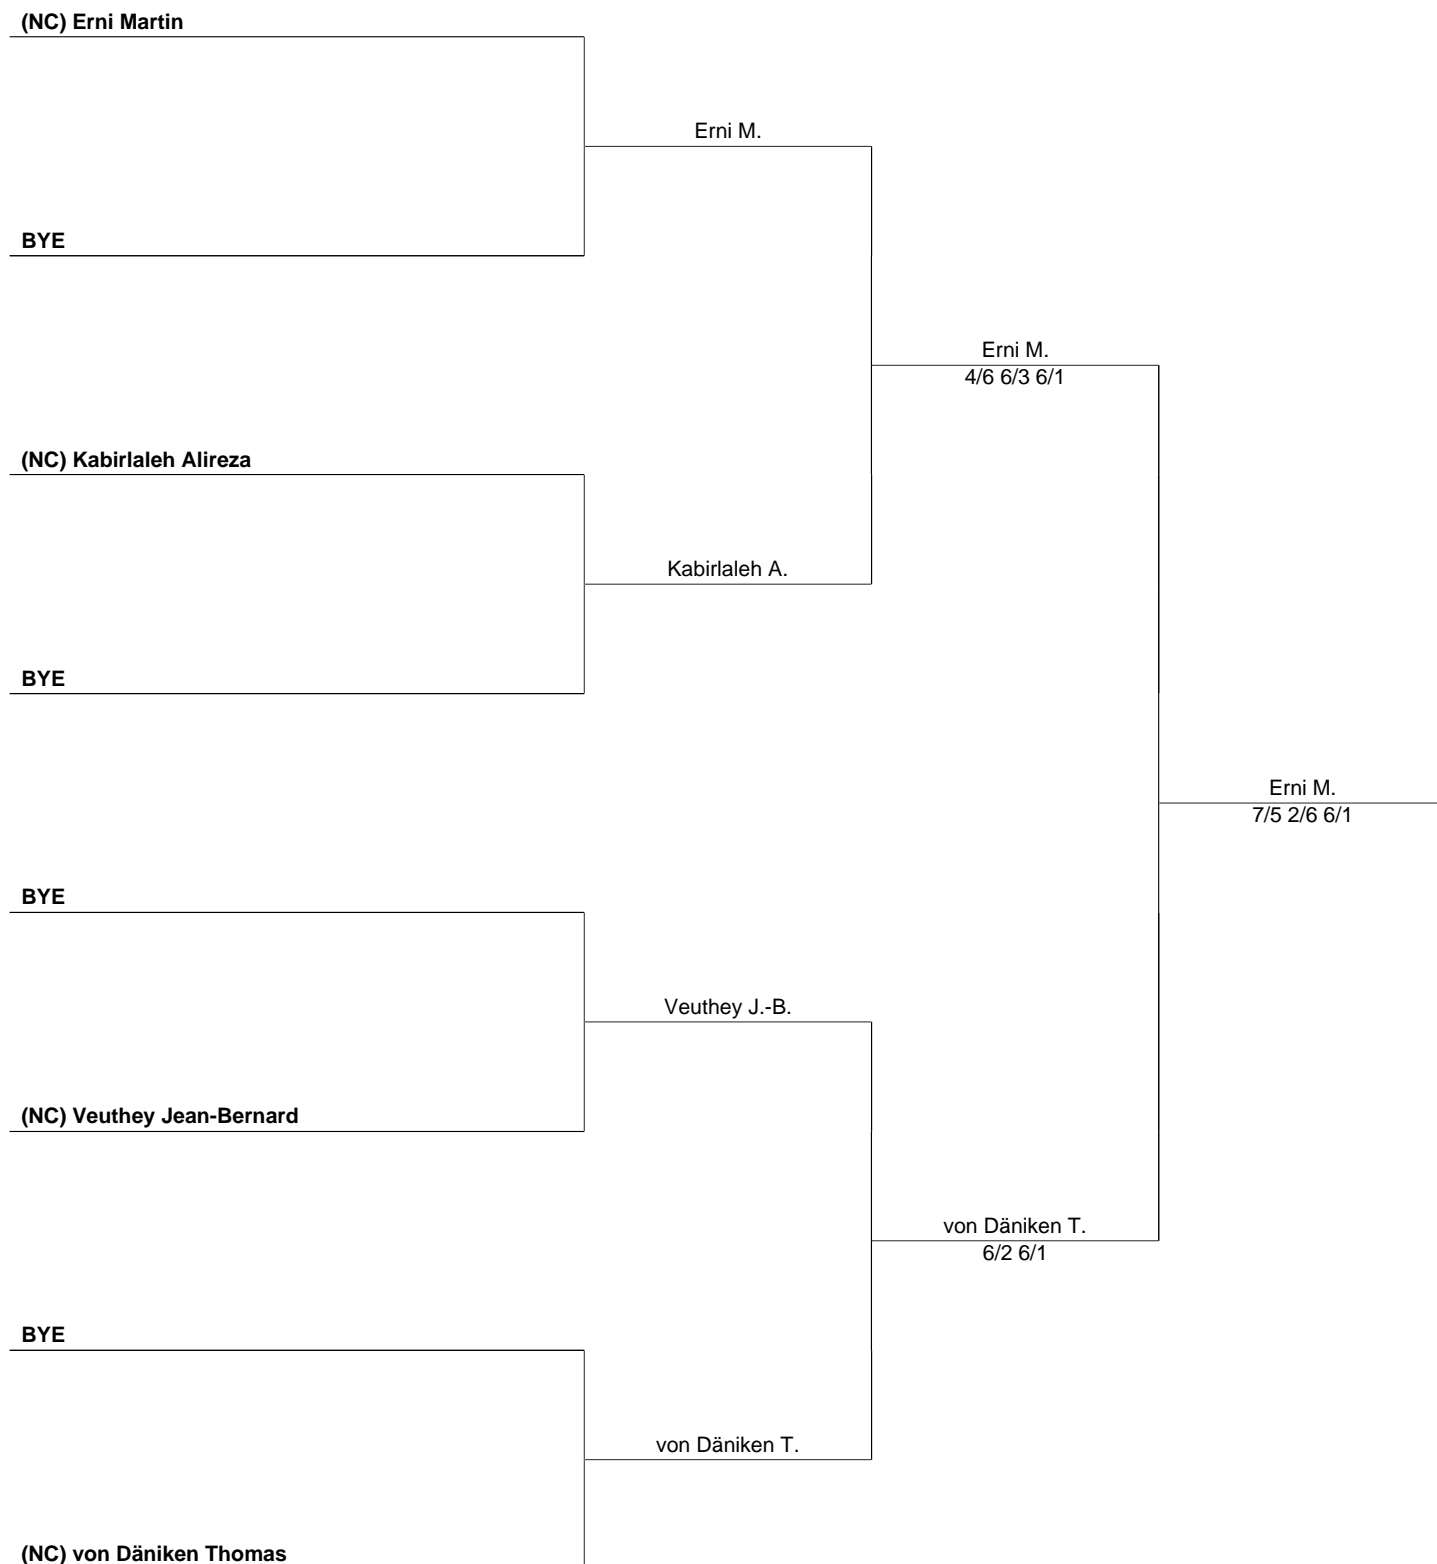 (NC) Erni Martin
Erni M.
BYE
Erni M.
4/6 6/3 6/1
(NC) Kabirlaleh Alireza
Kabirlaleh A.
BYE
Erni M.
7/5 2/6 6/1
BYE
Veuthey J.-B.
(NC) Veuthey Jean-Bernard
von Däniken T.
6/2 6/1
BYE
von Däniken T.
(NC) von Däniken Thomas